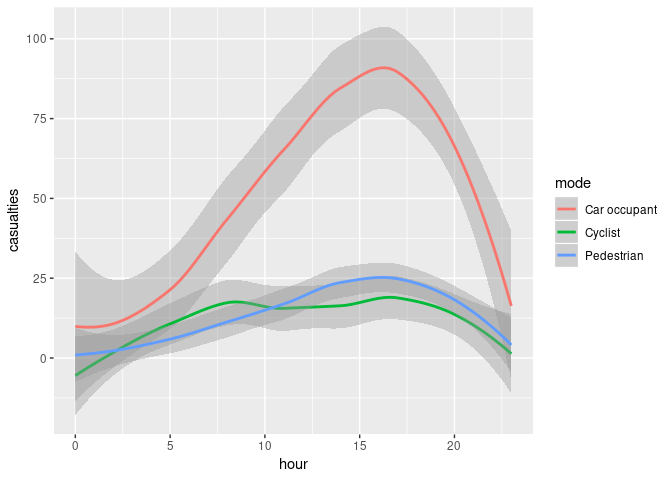 100
75
50
25
0
casualties
0 5 10 15 20
hour
mode
Car occupant
Cyclist
Pedestrian